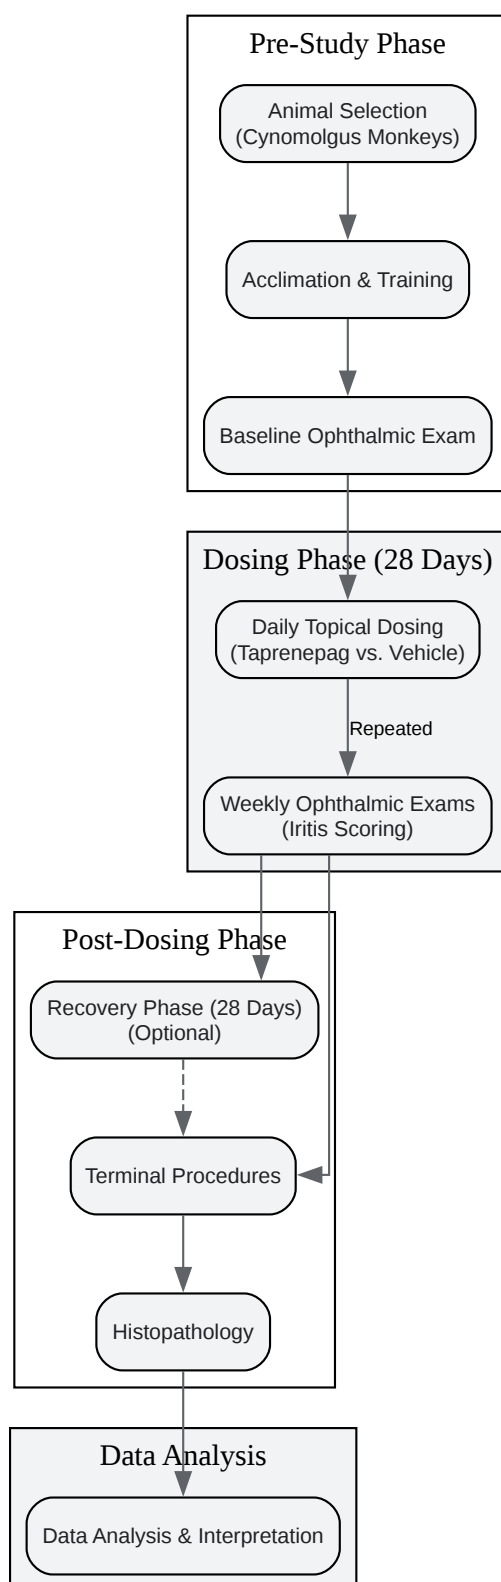 Pre-Study Phase
Animal Selection
(Cynomolgus Monkeys)
Acclimation & Training
Baseline Ophthalmic Exam
Dosing Phase (28 Days)
Daily Topical Dosing
(Taprenepag vs. Vehicle)
Repeated
Weekly Ophthalmic Exams
(Iritis Scoring)
Post-Dosing Phase
Recovery Phase (28 Days)
(Optional)
Terminal Procedures
Histopathology
Data Analysis
Data Analysis & Interpretation